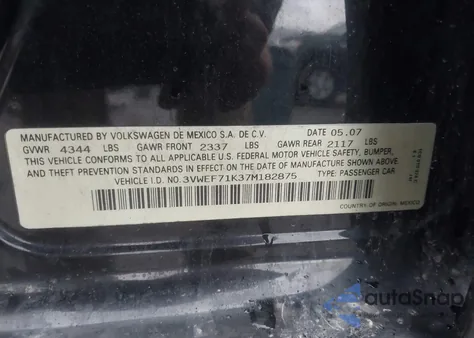 MANUFACTURED BY VOLKSWAGEN DE MEXICO S.A. DE C.V. DATE 05.07
GVWR 4344 LBS GAWR FRONT 2337 LBS GAWR REAR 2117 LBS
THIS VEHICLE CONFORMS TO ALL APPLICABLE U.S. FEDERAL MOTOR VEHICLE SAFETY, BUMPER,
AND THEFT PREVENTION STANDARDS IN EFFECT ON THE DATE OF MANUFACTURE SHOWN ABOVE.
VEHICLE I.D. NO. 3VWEF71K37M182875 TYPE: PASSENGER CAR
COUNTRY OF ORIGIN: MEXICO
autoSnap